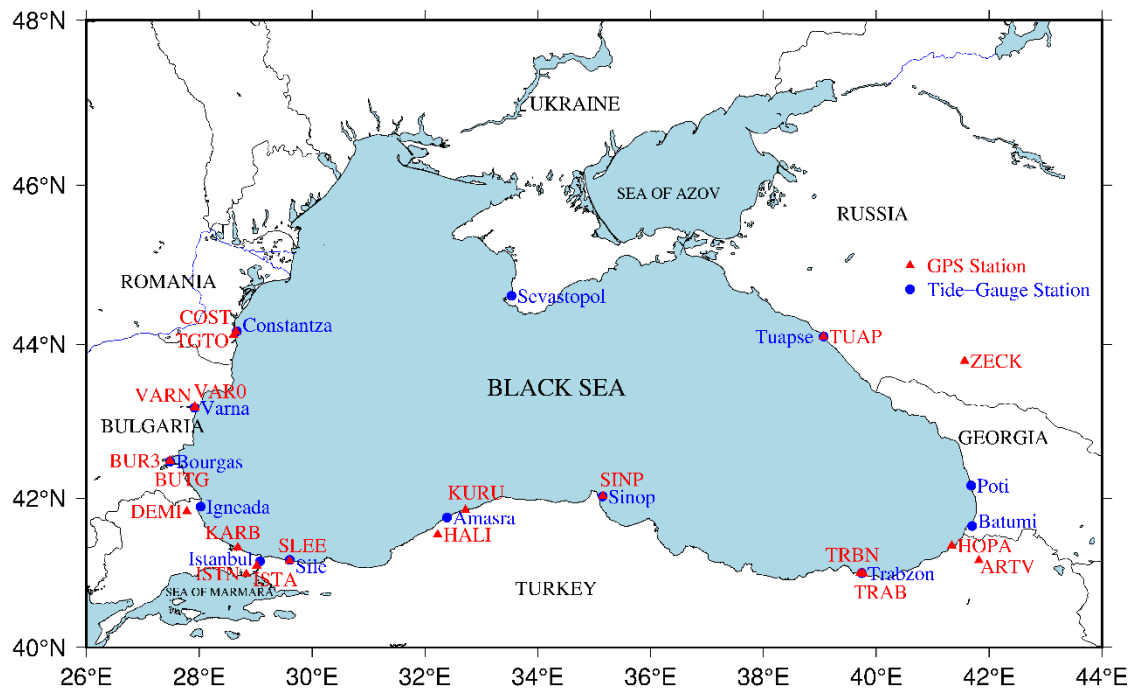 48°N
UKRAINE
46°N
SEA OF AZOV
RUSSIA
ROMANIA
GPS Station
Sevastopol
Tide-Gauge Station
COST
Constantza
TGTO
Tuapse
TUAP
44°N
ZECK
BLACK SEA
VARN
VAR0
Varna
BULGARIA
GEORGIA
BUR3
Bourgas
BUTG
KURU
SINP
Poti
42°N
Sinop
DEMI
Igneada
Amasra
Batumi
KARB
HALI
SLEE
HOPA
Istanbul
Sile
TRBN
ARTV
ISTN
ISTA
Trabzon
SEA OF MARMARA
TURKEY
TRAB
40°N
26°E
28°E
30°E
32°E
34°E
36°E
38°E
40°E
42°E
44°E